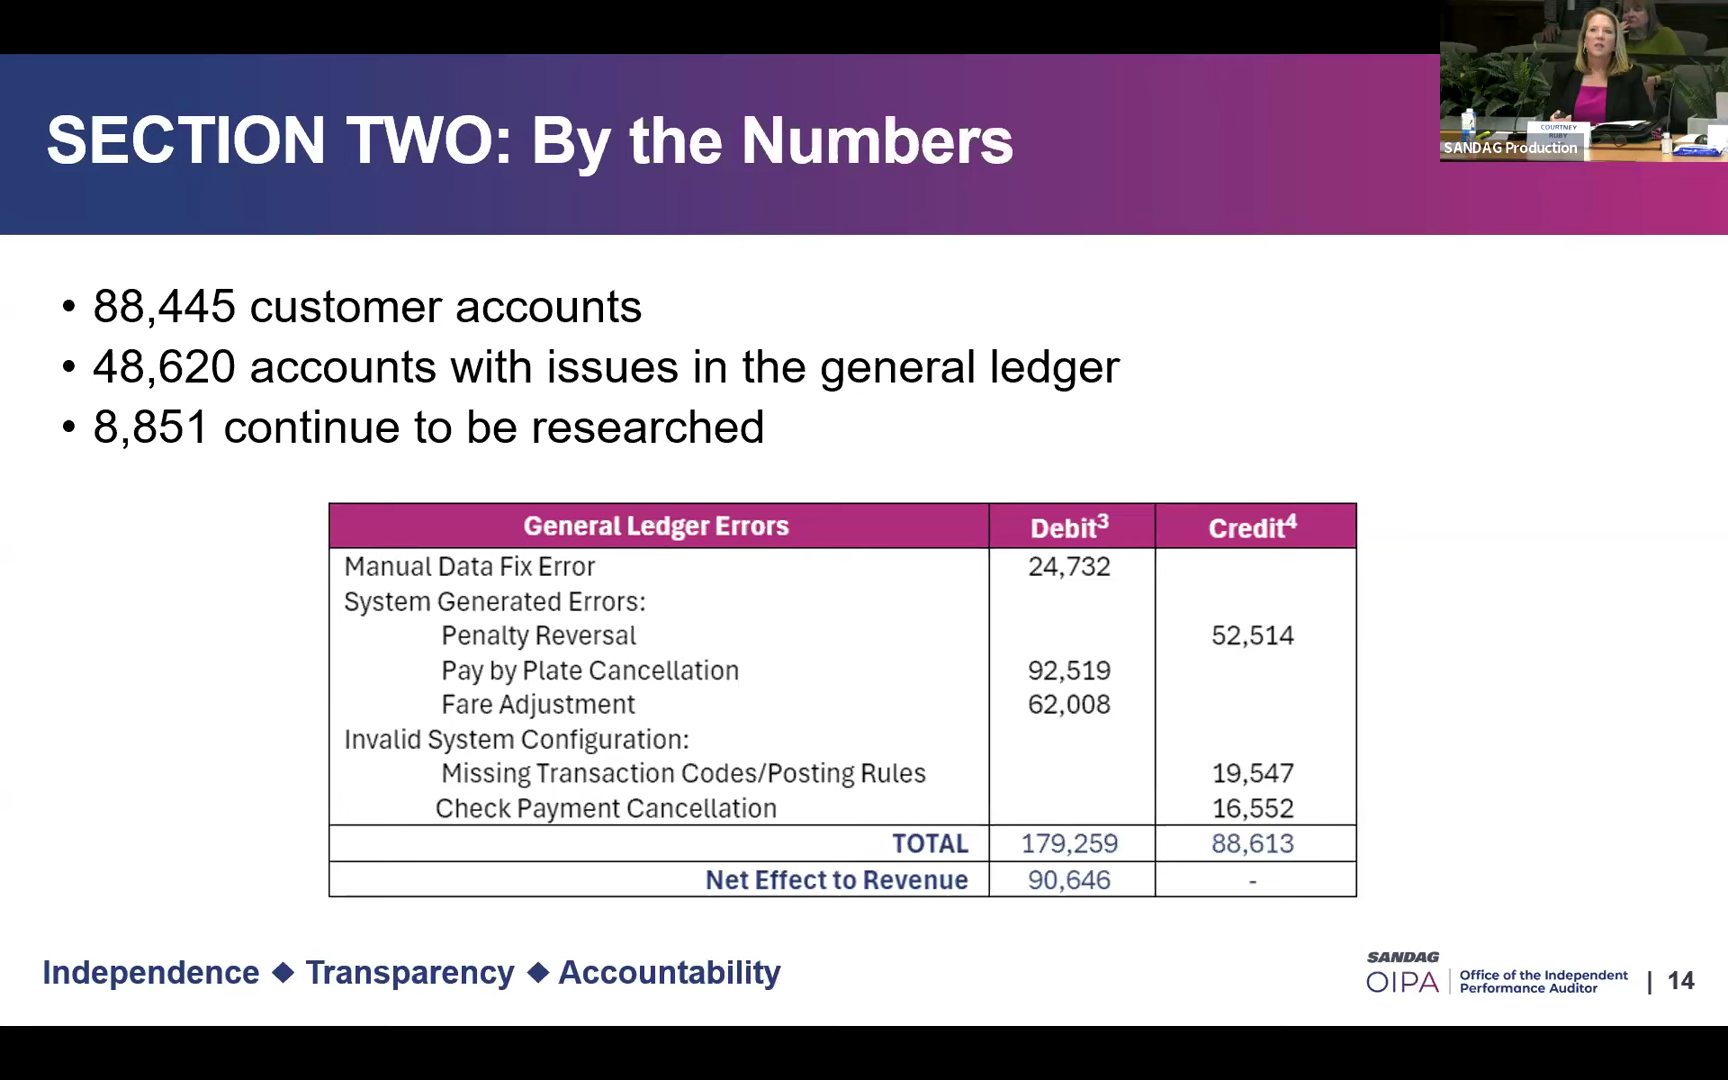 SECTION TWO: By the Numbers
COURTNEY
RUBY
SANDAG Production
• 88,445 customer accounts
• 48,620 accounts with issues in the general ledger
• 8,851 continue to be researched
General Ledger Errors Debit³ Credit⁴
Manual Data Fix Error 24,732
System Generated Errors:
Penalty Reversal 52,514
Pay by Plate Cancellation 92,519
Fare Adjustment 62,008
Invalid System Configuration:
Missing Transaction Codes/Posting Rules 19,547
Check Payment Cancellation 16,552
TOTAL 179,259 88,613
Net Effect to Revenue 90,646 -
Independence ◆ Transparency ◆ Accountability
SANDAG
OIPA | Office of the Independent
Performance Auditor
| 14